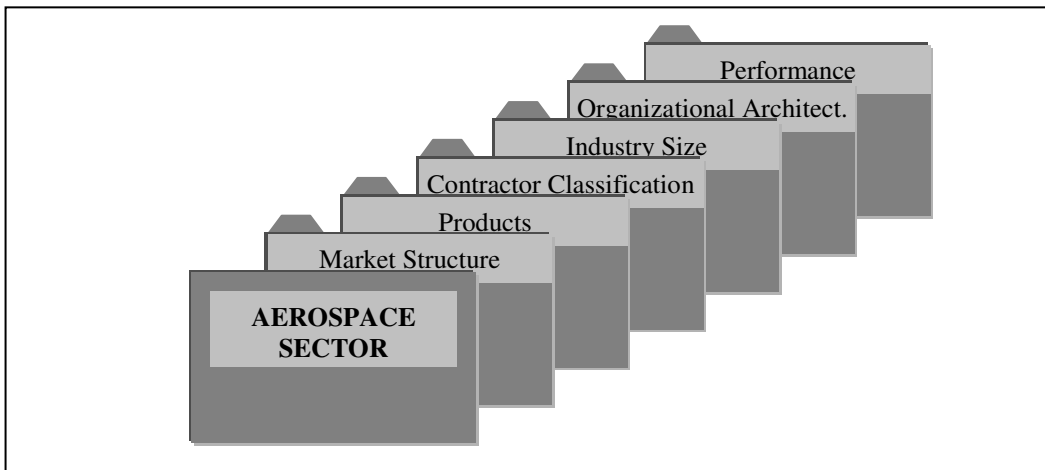 Performance
Organizational Architect.
Industry Size
Contractor Classification
Products
Market Structure
AEROSPACE
SECTOR